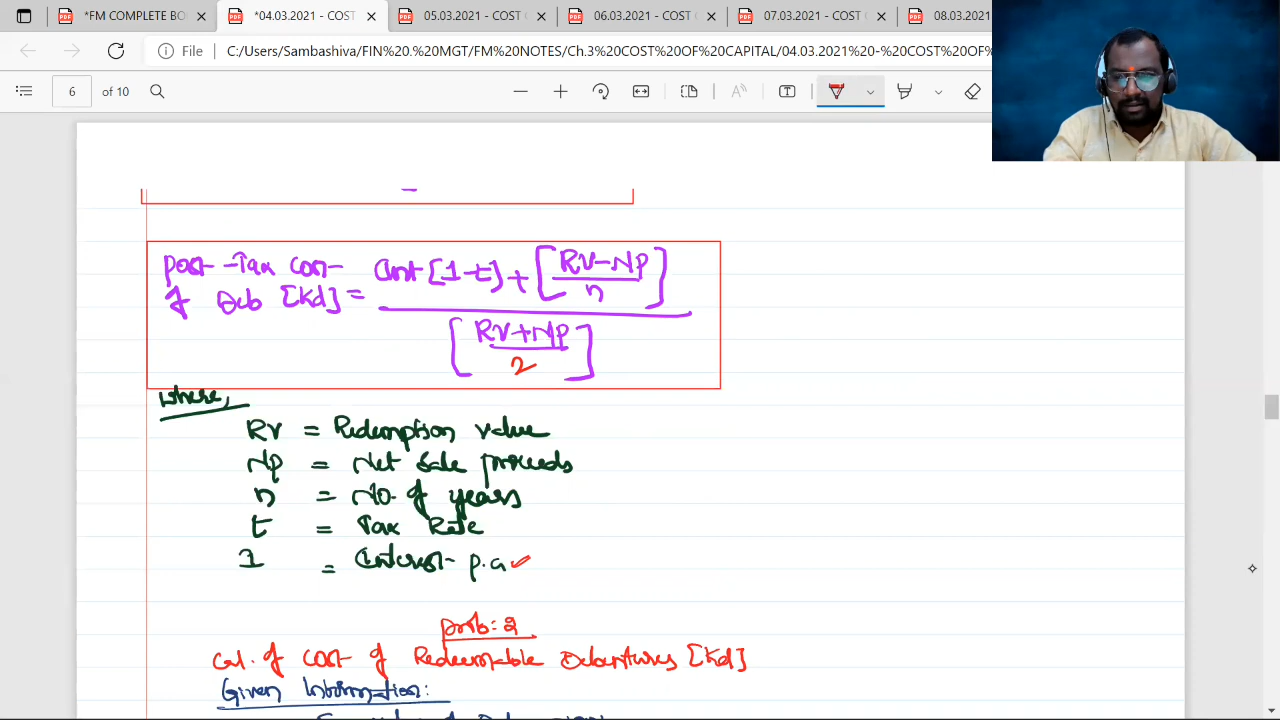 *FM COMPLETE BO
*04.03.2021 - COST
05.03.2021 - COST C
06.03.2021 - COST C
07.03.2021 - COST C
08.03.2021
File
C:/Users/Sambashiva/FIN%20.%20MGT/FM%20NOTES/Ch.3%20COST%20OF%20CAPITAL/04.03.2021%20-%20COST%20OF%
6 of 10
Post-Tax cost of Deb [Kd] = Int [1-t] + [RV-NP / n] / [RV+NP / 2]
where,
RV = Redemption value
NP = Net Sale proceeds
n = No. of years
t = Tax Rate
I = Interest p.a
prob: 2
Cal. of cost of Redeemable Debentures [Kd]
Given Information: